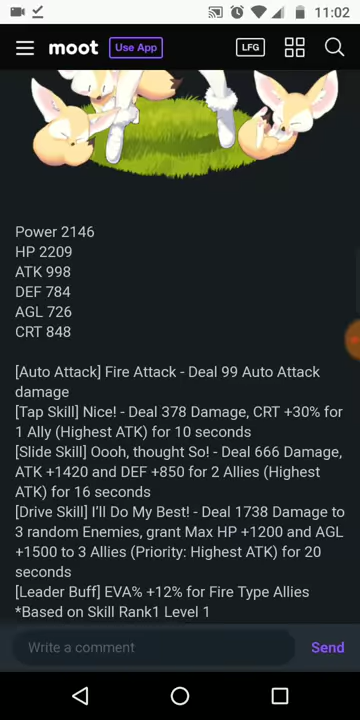 11:02
moot
Use App
LFG
Power 2146
HP 2209
ATK 998
DEF 784
AGL 726
CRT 848
[Auto Attack] Fire Attack - Deal 99 Auto Attack
damage
[Tap Skill] Nice! - Deal 378 Damage, CRT +30% for
1 Ally (Highest ATK) for 10 seconds
[Slide Skill] Oooh, thought So! - Deal 666 Damage,
ATK +1420 and DEF +850 for 2 Allies (Highest
ATK) for 16 seconds
[Drive Skill] I'll Do My Best! - Deal 1738 Damage to
3 random Enemies, grant Max HP +1200 and AGL
+1500 to 3 Allies (Priority: Highest ATK) for 20
seconds
[Leader Buff] EVA% +12% for Fire Type Allies
*Based on Skill Rank1 Level 1
Write a comment
Send